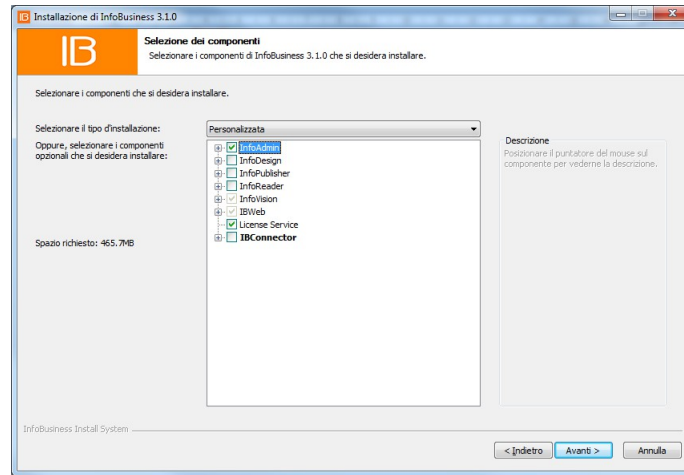 Installazione di InfoBusiness 3.1.0
IB
Selezione dei componenti
Selezionare i componenti di InfoBusiness 3.1.0 che si desidera installare.
Selezionare i componenti che si desidera installare.
Selezionare il tipo d'installazione:
Personalizzata
Oppure, selezionare i componenti
opzionali che si desidera installare:
InfoAdmin
InfoDesign
InfoPublisher
InfoReader
InfoVision
IBWeb
License Service
IBConnector
Descrizione
Posizionare il puntatore del mouse sul
componente per vederne la descrizione.
Spazio richiesto: 465.7MB
InfoBusiness Install System
< Indietro
Avanti >
Annulla